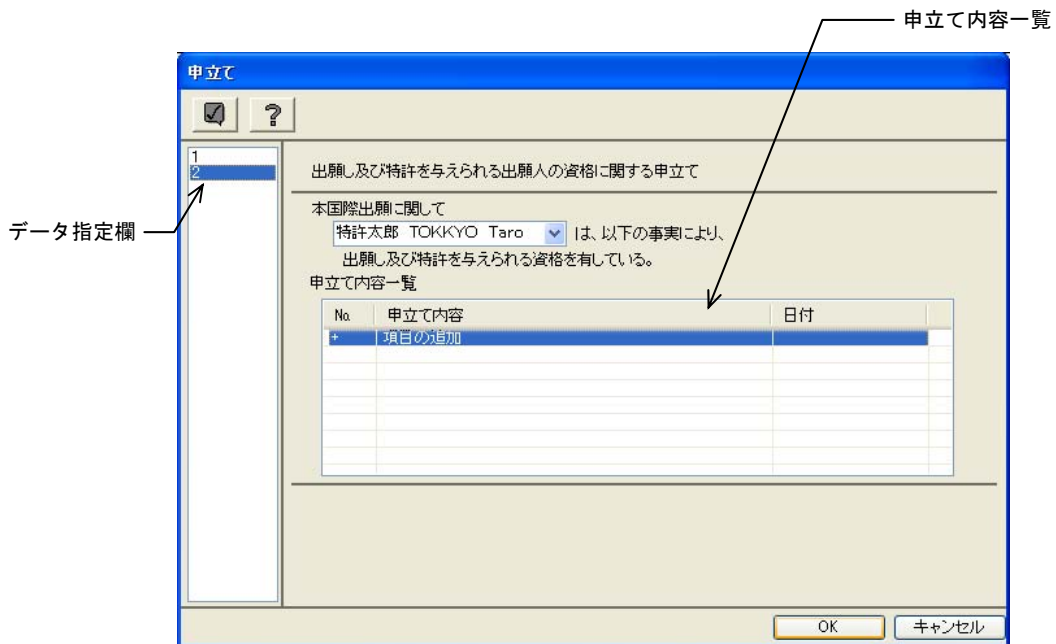 申立て内容一覧
申立て
?
1
2
出願し及び特許を与えられる出願人の資格に関する申立て
データ指定欄
本国際出願に関して
特許太郎 TOKKYO Taro は、以下の事実により、
出願し及び特許を与えられる資格を有している。
申立て内容一覧
No. 申立て内容 日付
+ 項目の追加
OK キャンセル